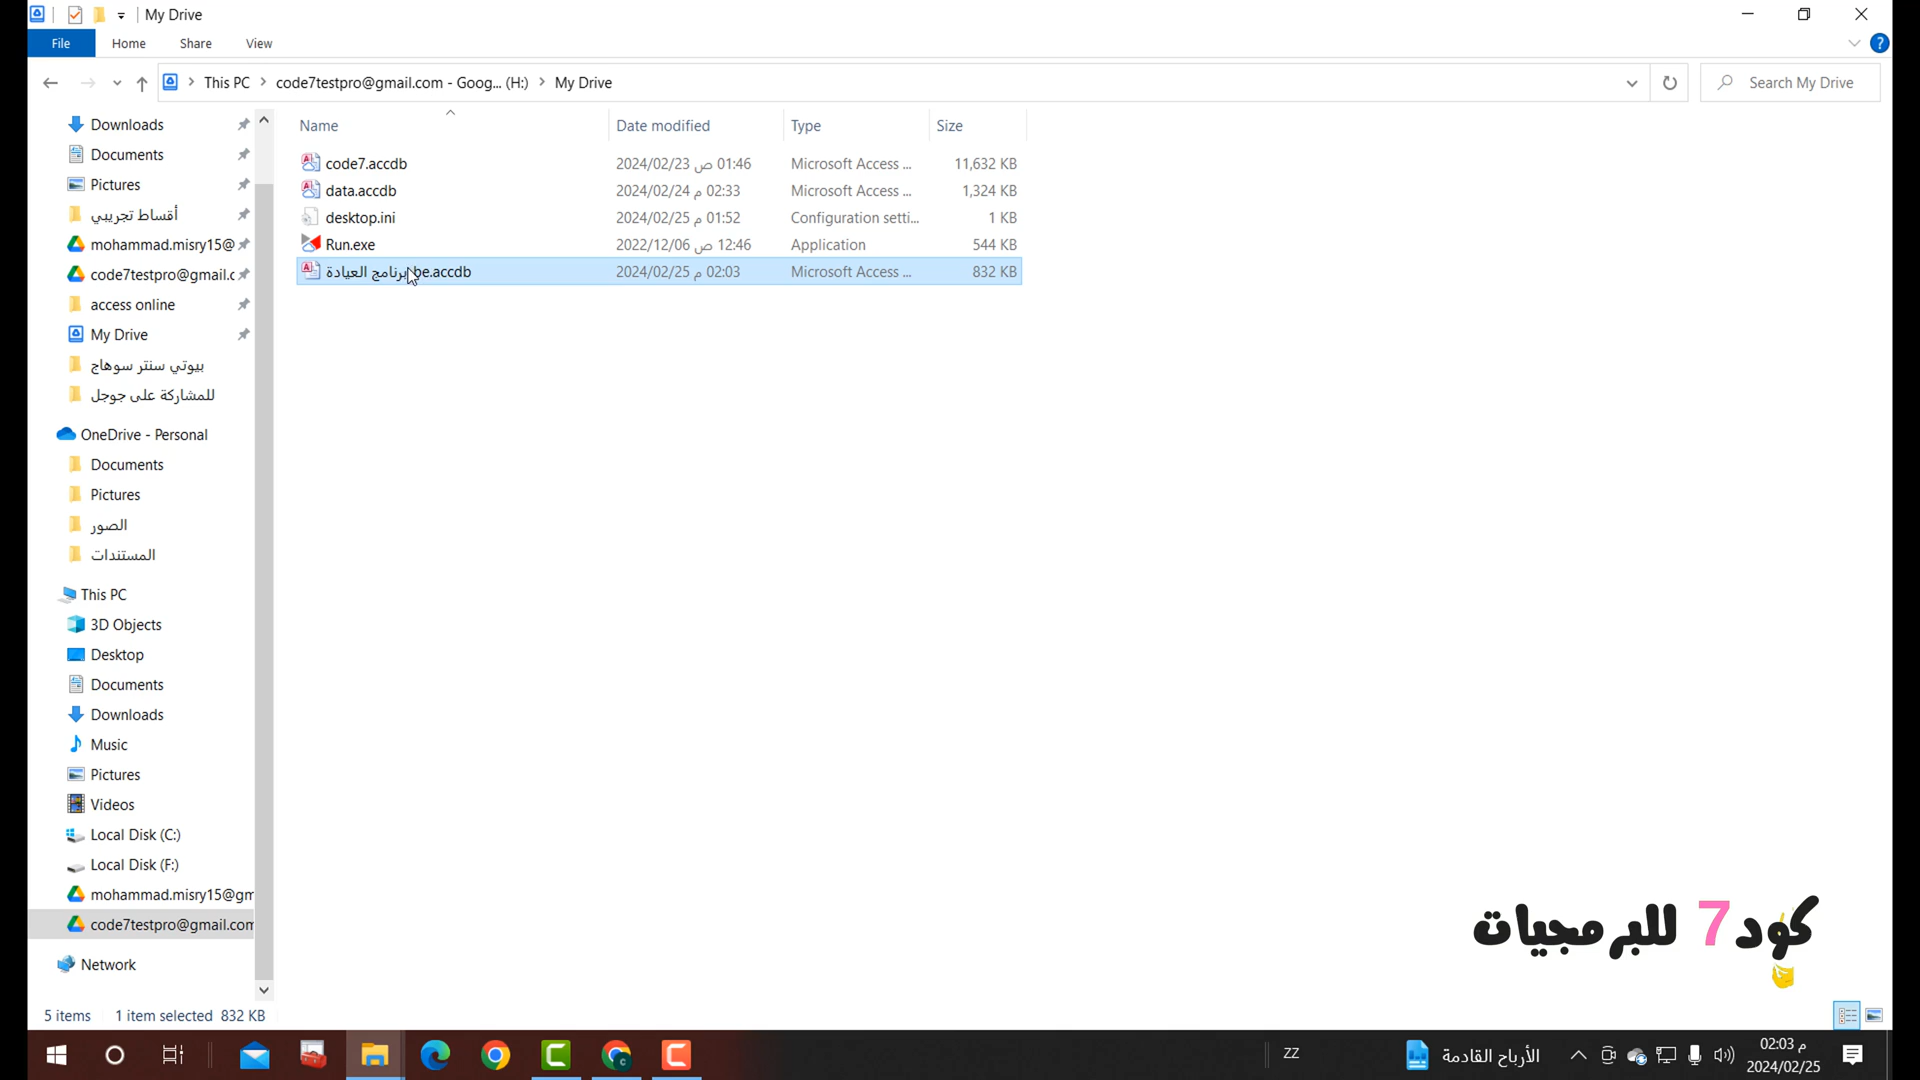 My Drive
File Home Share View
This PC code7testpro@gmail.com - Goog... (H:) My Drive
Search My Drive
Name Date modified Type Size
code7.accdb 2024/02/23 ص 01:46 Microsoft Access ... 11,632 KB
data.accdb 2024/02/24 م 02:33 Microsoft Access ... 1,324 KB
desktop.ini 2024/02/25 م 01:52 Configuration setti... 1 KB
Run.exe 2022/12/06 ص 12:46 Application 544 KB
برنامج العيادة be.accdb 2024/02/25 م 02:03 Microsoft Access ... 832 KB
Downloads
Documents
Pictures
أقساط تجريبي
mohammad.misry15@
code7testpro@gmail.c
access online
My Drive
بيوتي سنتر سوهاج
للمشاركة على جوجل
OneDrive - Personal
Documents
Pictures
الصور
المستندات
This PC
3D Objects
Desktop
Documents
Downloads
Music
Pictures
Videos
Local Disk (C:)
Local Disk (F:)
mohammad.misry15@gm
code7testpro@gmail.com
Network
كود 7 للبرمجيات
5 items 1 item selected 832 KB
ZZ
الأرباح القادمة
02:03 م
2024/02/25